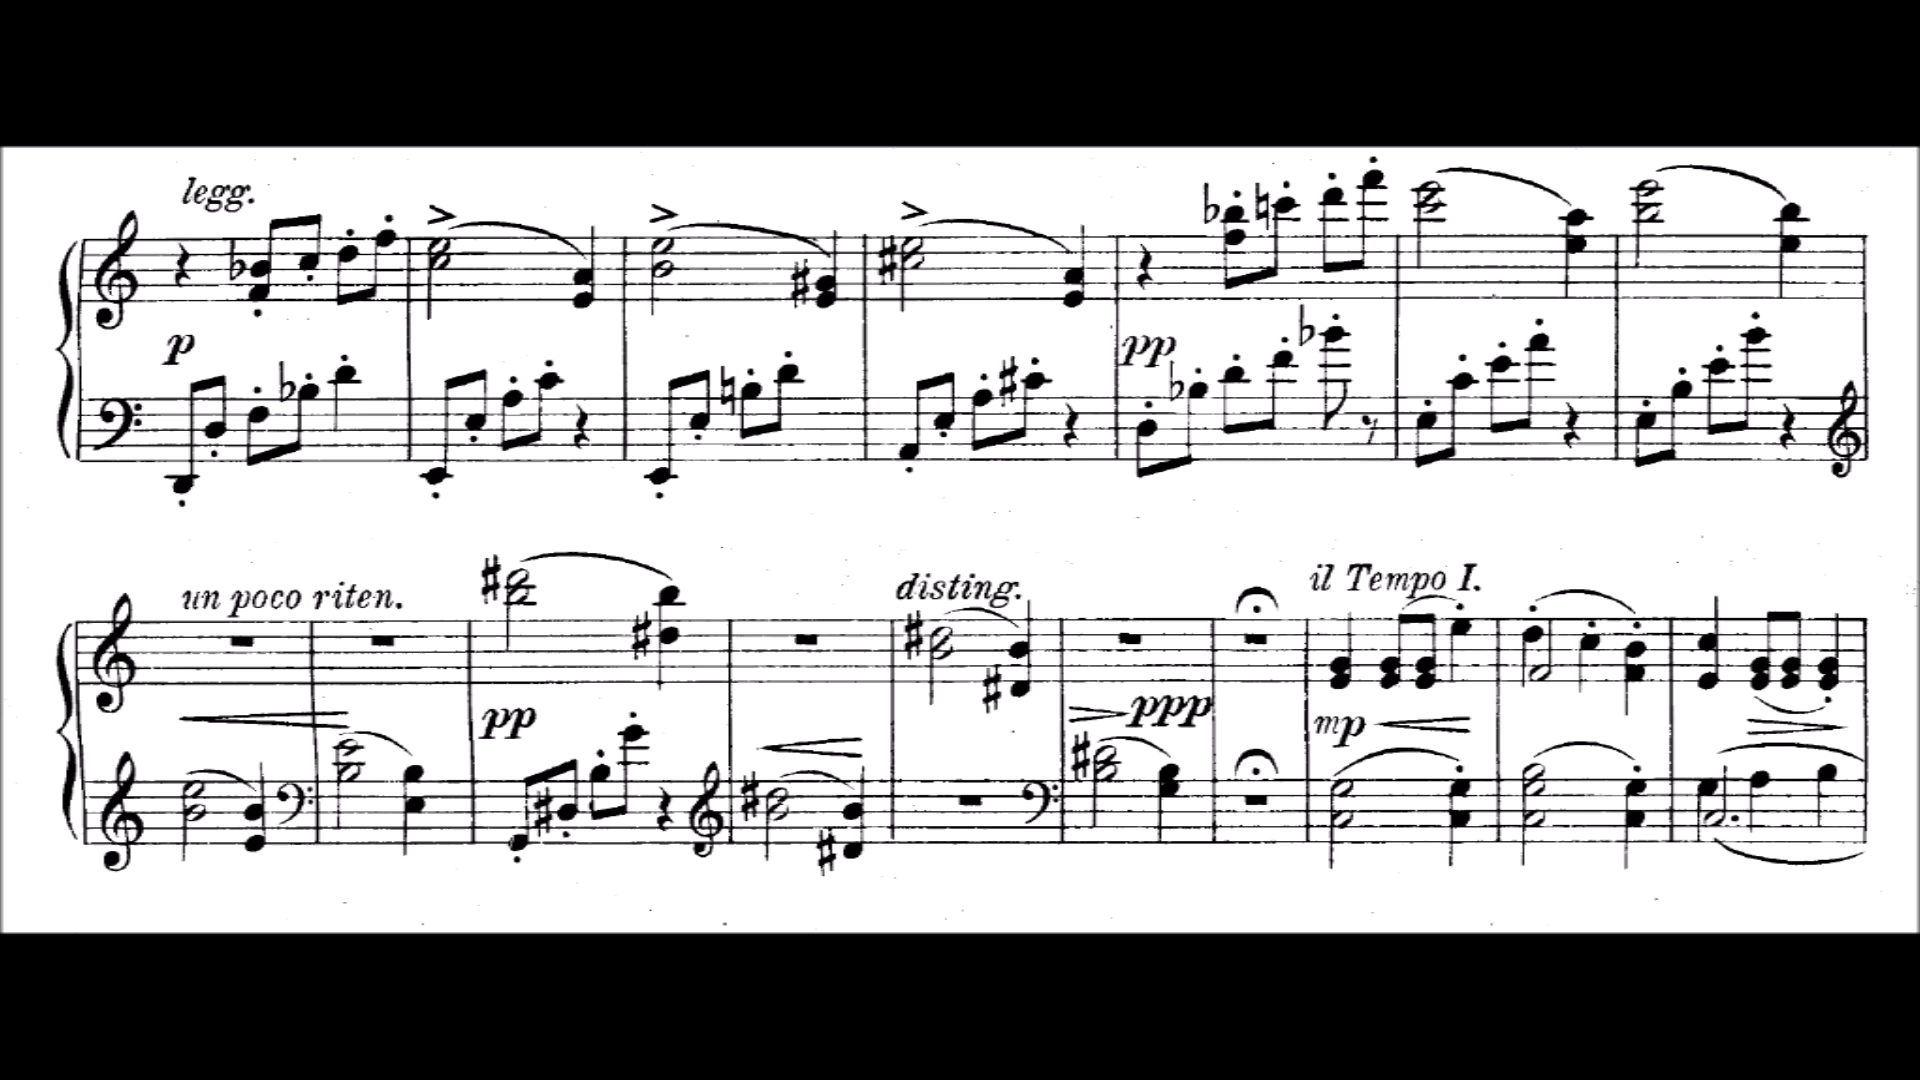 legg.
p
pp
un poco riten.
disting.
il Tempo I.
pp
ppp
mp